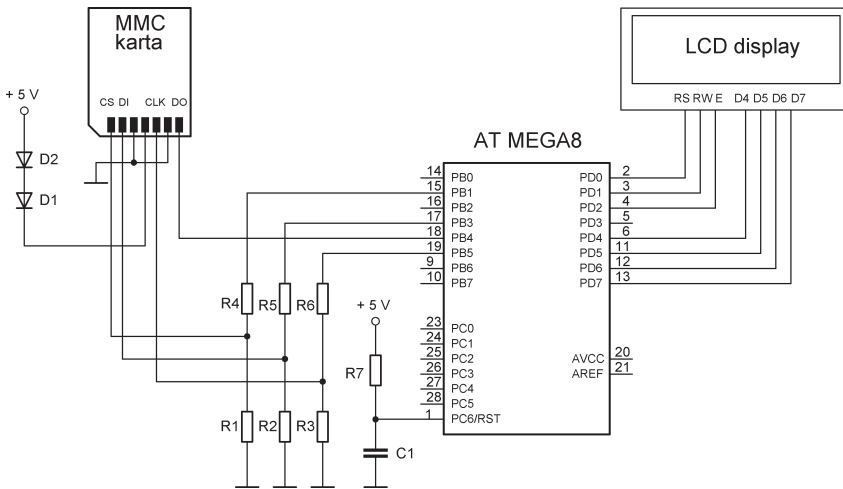 MMC
karta
CS DI CLK DO
LCD display
RS RW E D4 D5 D6 D7
+ 5 V
D2
D1
AT MEGA8
14 PB0
15 PB1
16 PB2
17 PB3
18 PB4
19 PB5
9 PB6
10 PB7
23 PC0
24 PC1
25 PC2
26 PC3
27 PC4
28 PC5
1 PC6/RST
PD0 2
PD1 3
PD2 4
PD3 5
PD4 6
PD5 11
PD6 12
PD7 13
AVCC 20
AREF 21
R4 R5 R6
+ 5 V
R7
R1 R2 R3
C1